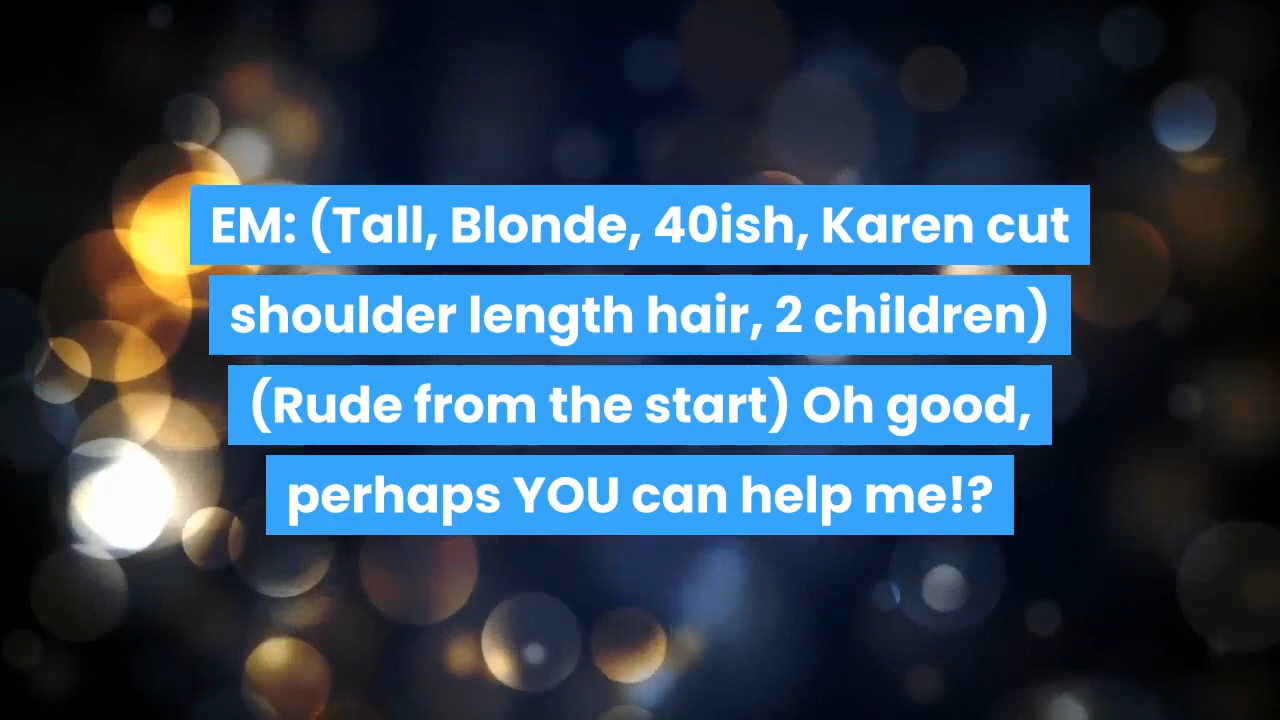 EM: (Tall, Blonde, 40ish, Karen cut
shoulder length hair, 2 children)
(Rude from the start) Oh good,
perhaps YOU can help me!?